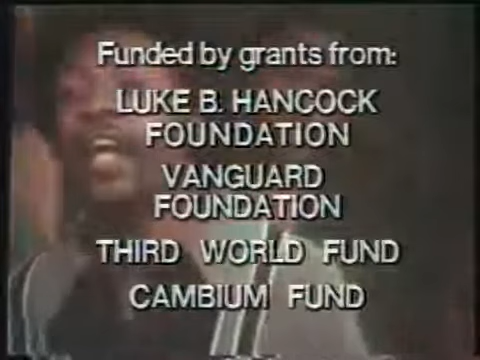 Funded by grants from:
LUKE B. HANCOCK
FOUNDATION
VANGUARD
FOUNDATION
THIRD WORLD FUND
CAMBIUM FUND